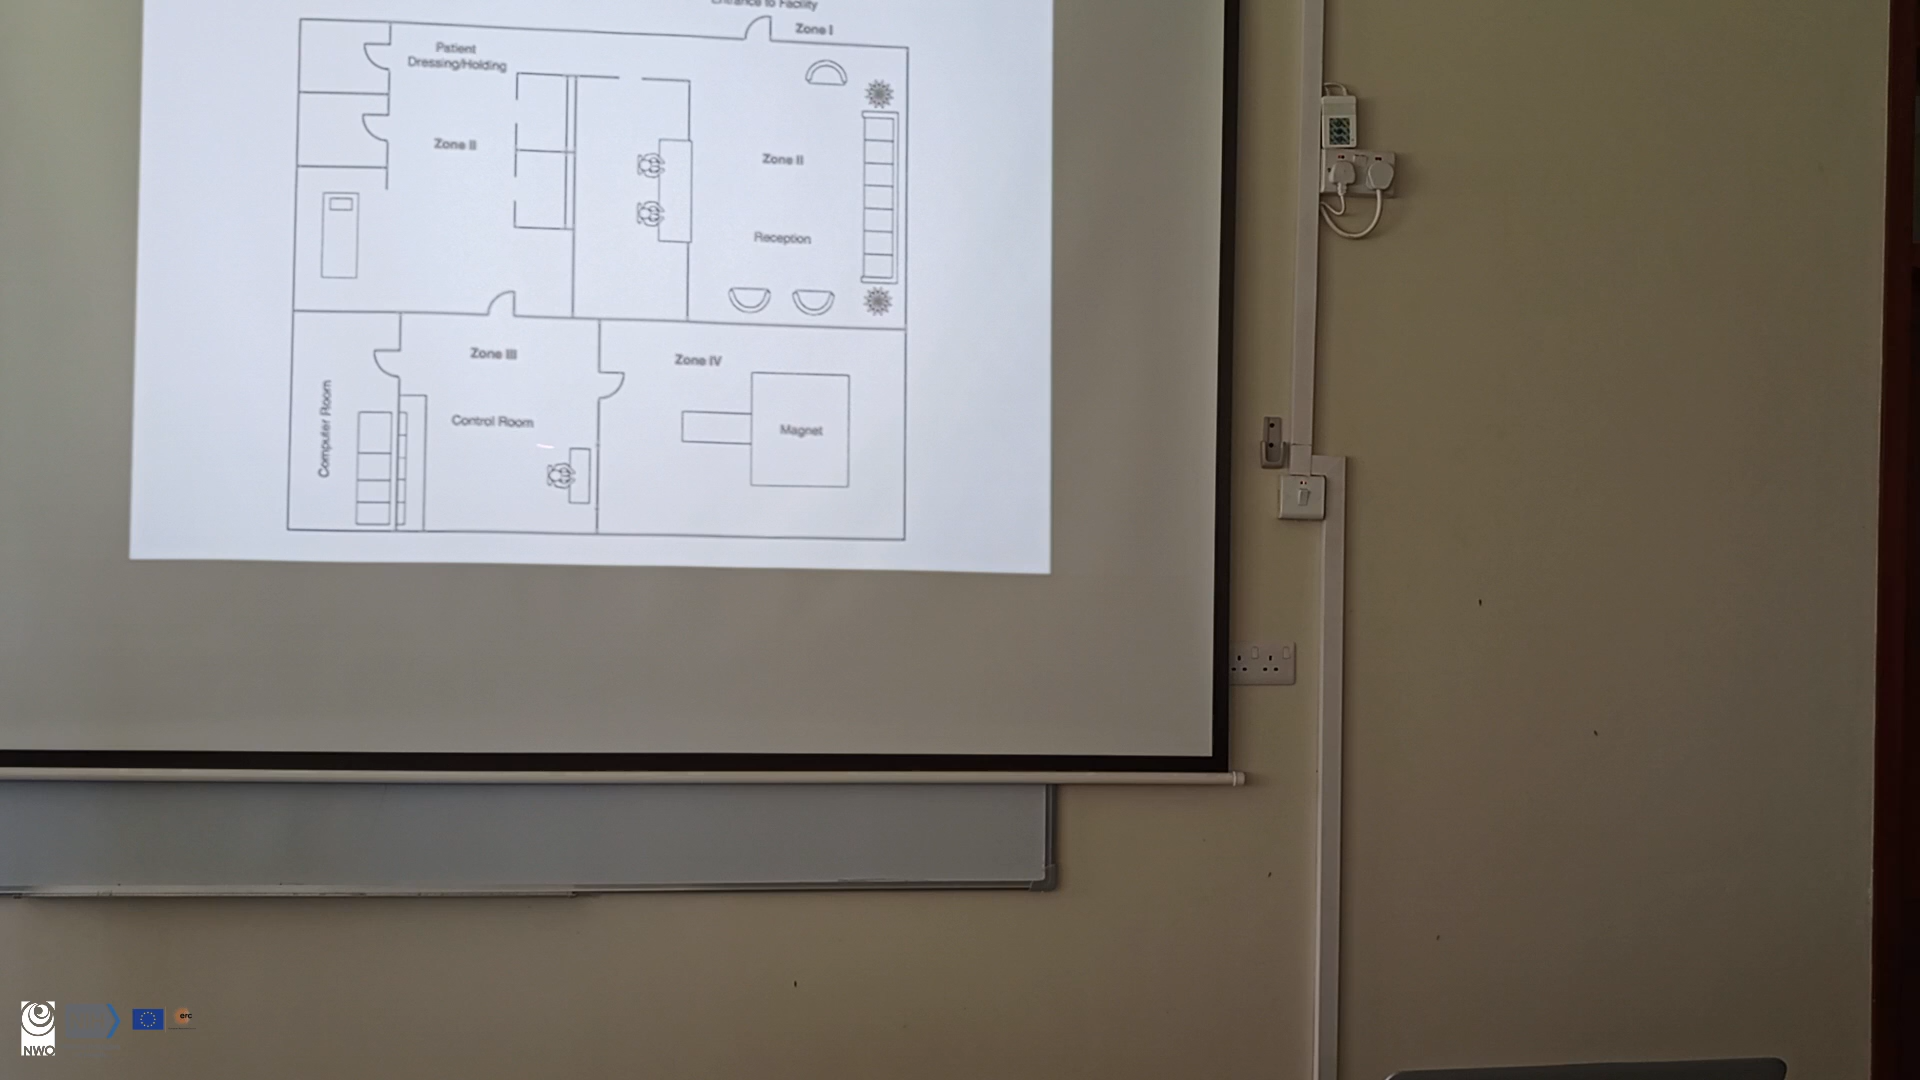 Entrance to Facility
Zone I
Patient
Dressing/Holding
Zone II
Zone II
Reception
Zone III
Zone IV
Computer Room
Control Room
Magnet
NWO
erc